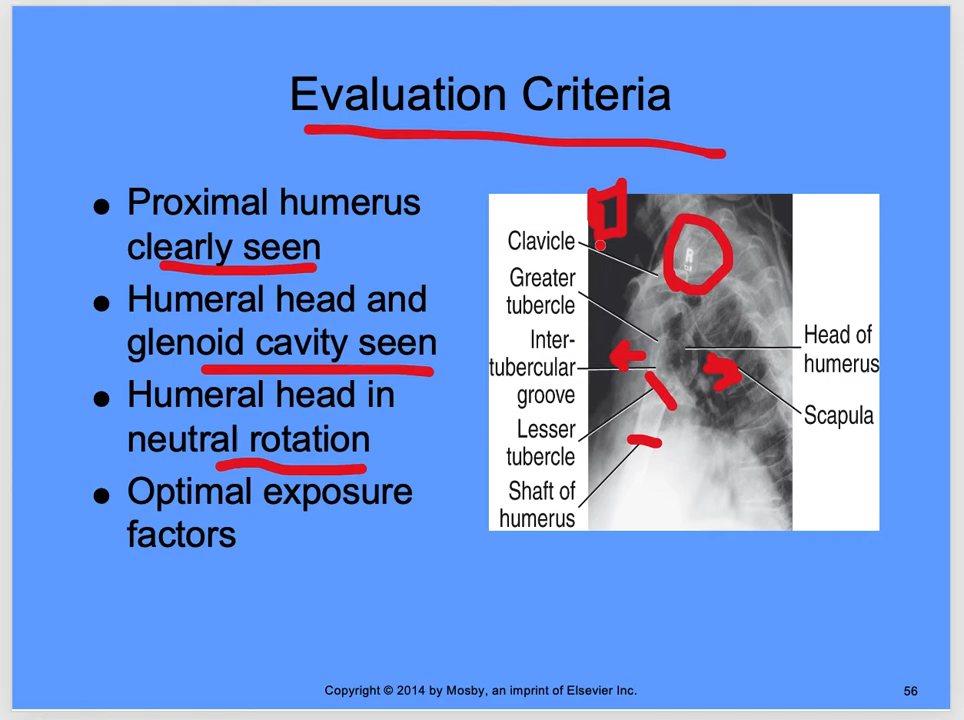 Evaluation Criteria
● Proximal humerus
clearly seen
● Humeral head and
glenoid cavity seen
● Humeral head in
neutral rotation
● Optimal exposure
factors
Clavicle
Greater
tubercle
Inter-
tubercular
groove
Lesser
tubercle
Shaft of
humerus
R
Head of
humerus
Scapula
Copyright © 2014 by Mosby, an imprint of Elsevier Inc.
56